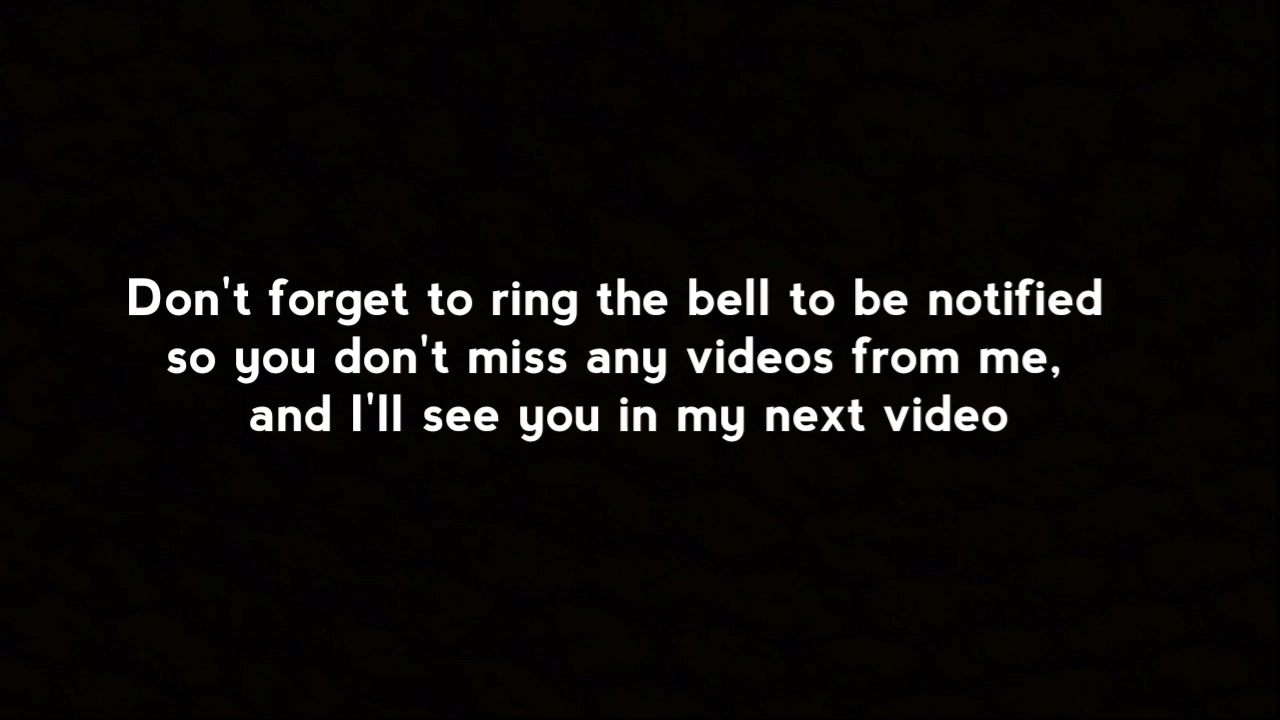 Don't forget to ring the bell to be notified
so you don't miss any videos from me,
and I'll see you in my next video